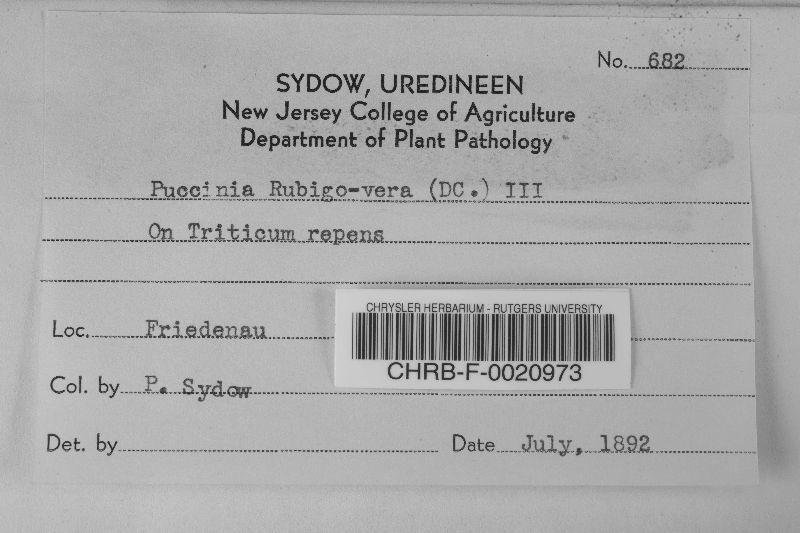 No. 682
SYDOW, UREDINEEN
New Jersey College of Agriculture
Department of Plant Pathology
Puccinia Rubigo-vera (DC.) III
On Triticum repens
Loc. Friedenau
CHRYSLER HERBARIUM - RUTGERS UNIVERSITY
CHRB-F-0020973
Col. by P. Sydow
Det. by
Date July, 1892